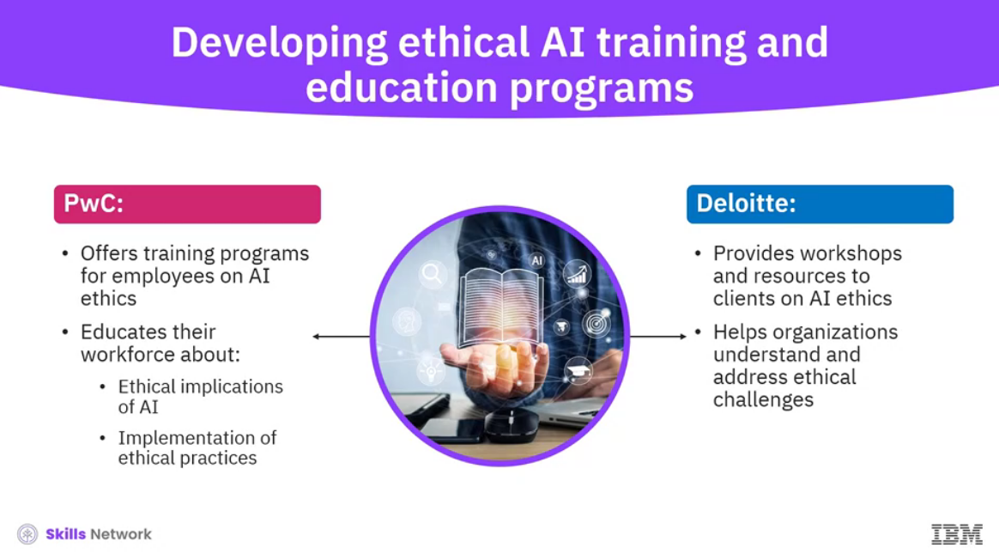 Developing ethical AI training and
education programs
PwC:
• Offers training programs
for employees on AI
ethics
• Educates their
workforce about:
• Ethical implications
of AI
• Implementation of
ethical practices
AI
Deloitte:
• Provides workshops
and resources to
clients on AI ethics
• Helps organizations
understand and
address ethical
challenges
Skills Network
IBM